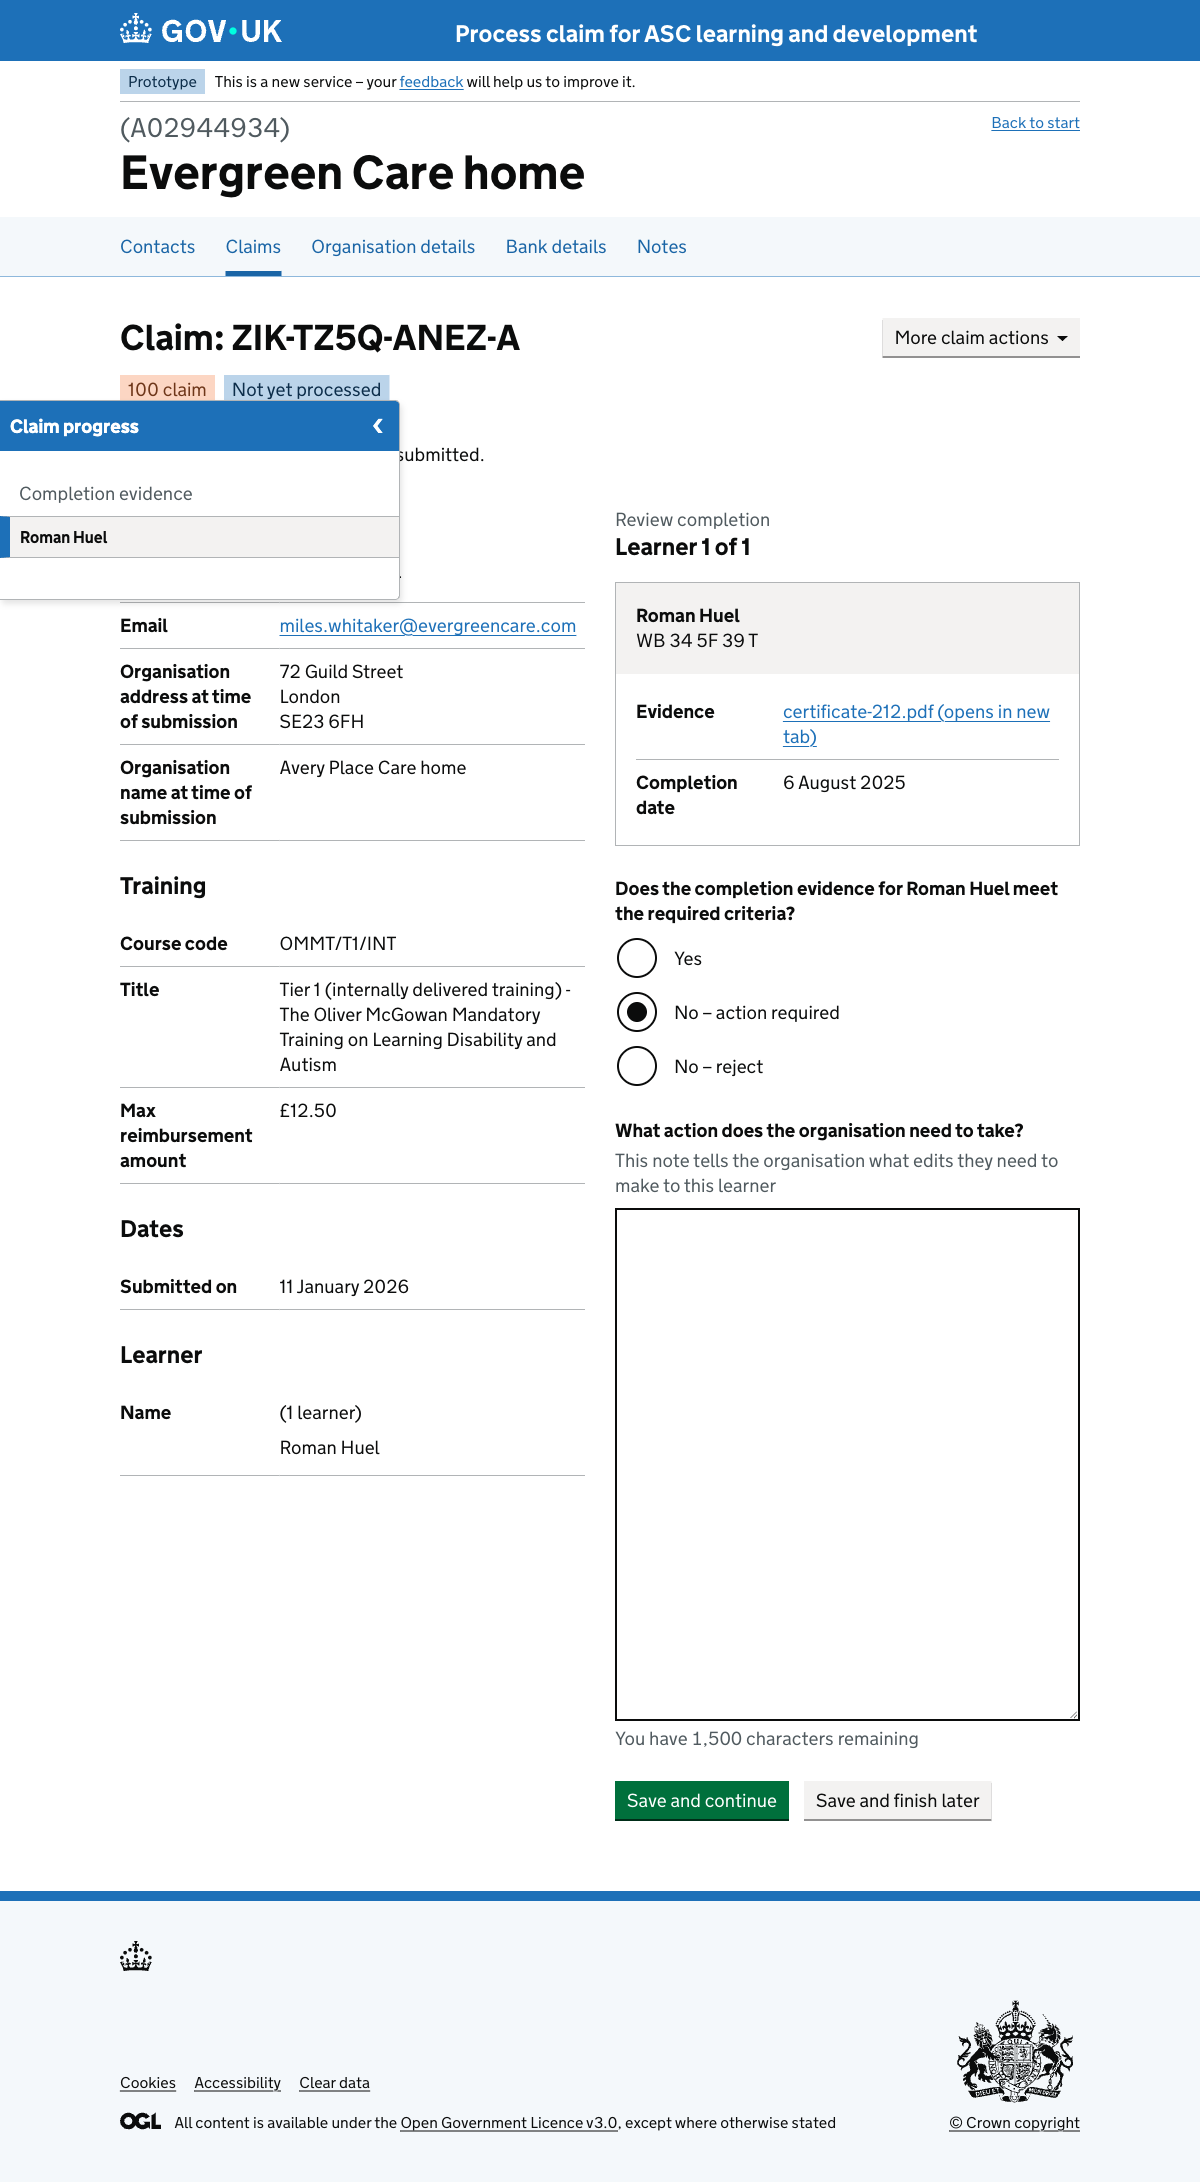 GOV·UK
Process claim for ASC learning and development
Prototype
This is a new service – your feedback will help us to improve it.
(A02944934)
Back to start
Evergreen Care home
Contacts
Claims
Organisation details
Bank details
Notes
Claim: ZIK-TZ5Q-ANEZ-A
More claim actions
100 claim
Not yet processed
Claim progress
submitted.
Completion evidence
Roman Huel
Email
miles.whitaker@evergreencare.com
Organisation
address at time
of submission
72 Guild Street
London
SE23 6FH
Organisation
name at time of
submission
Avery Place Care home
Training
Course code
OMMT/T1/INT
Title
Tier 1 (internally delivered training) -
The Oliver McGowan Mandatory
Training on Learning Disability and
Autism
Max
reimbursement
amount
£12.50
Dates
Submitted on
11 January 2026
Learner
Name
(1 learner)
Roman Huel
Review completion
Learner 1 of 1
Roman Huel
WB 34 5F 39 T
Evidence
certificate-212.pdf (opens in new
tab)
Completion
date
6 August 2025
Does the completion evidence for Roman Huel meet
the required criteria?
Yes
No – action required
No – reject
What action does the organisation need to take?
This note tells the organisation what edits they need to
make to this learner
You have 1,500 characters remaining
Save and continue
Save and finish later
Cookies
Accessibility
Clear data
OGL
All content is available under the Open Government Licence v3.0, except where otherwise stated
© Crown copyright